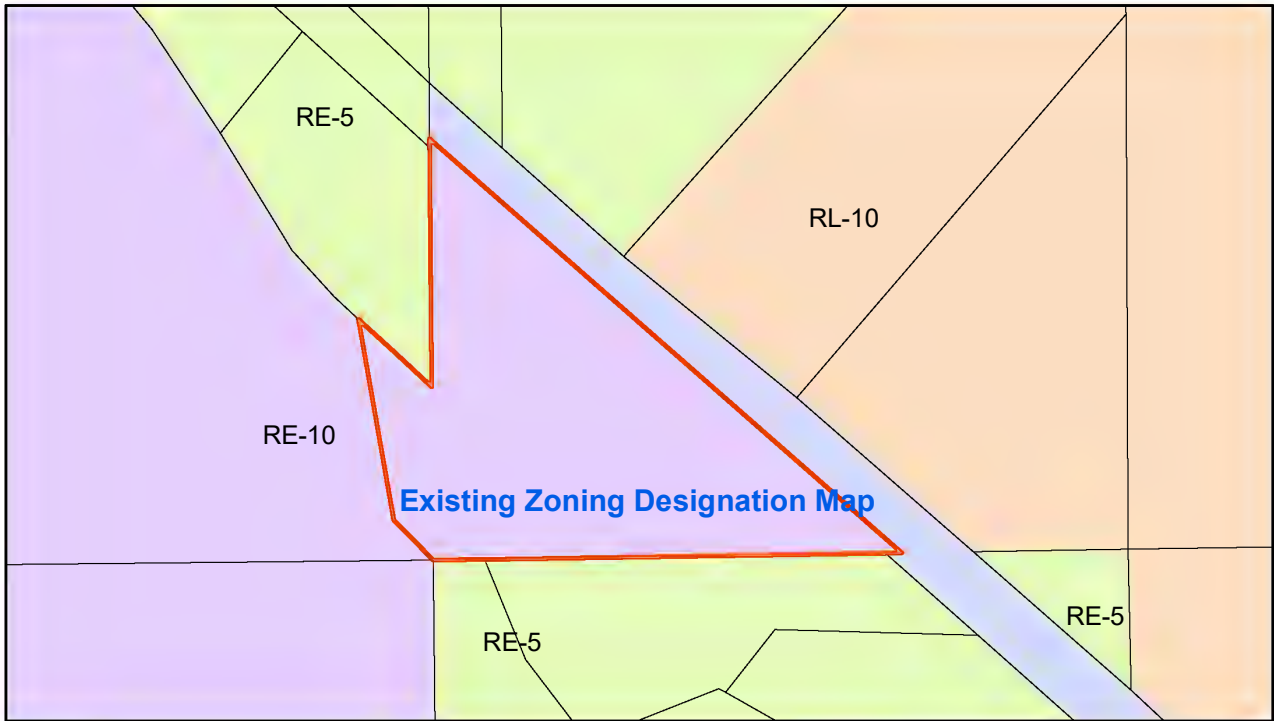 RE-5
RL-10
RE-10
Existing Zoning Designation Map
RE-5
RE-5